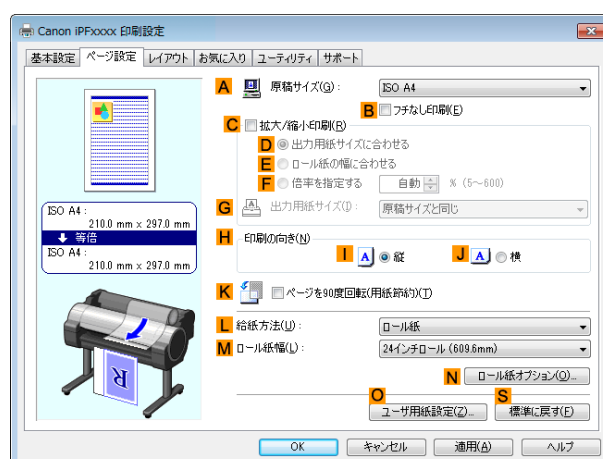 Canon iPFxxxx 印刷設定
基本設定 ページ設定 レイアウト お気に入り ユーティリティ サポート
A 原稿サイズ(G): ISO A4
B フチなし印刷(E)
C 拡大/縮小印刷(R)
D 出力用紙サイズに合わせる
E ロール紙の幅に合わせる
F 倍率を指定する 自動 % (5～600)
G 出力用紙サイズ(I): 原稿サイズと同じ
ISO A4 :
210.0 mm x 297.0 mm
等倍
ISO A4 :
210.0 mm x 297.0 mm
H 印刷の向き(N)
I A 縦 J A 横
K ページを90度回転(用紙節約)(T)
L 給紙方法(U): ロール紙
M ロール紙幅(L): 24インチロール (609.6mm)
R
N ロール紙オプション(O)...
O S
ユーザ用紙設定(Z)... 標準に戻す(F)
OK キャンセル 適用(A) ヘルプ